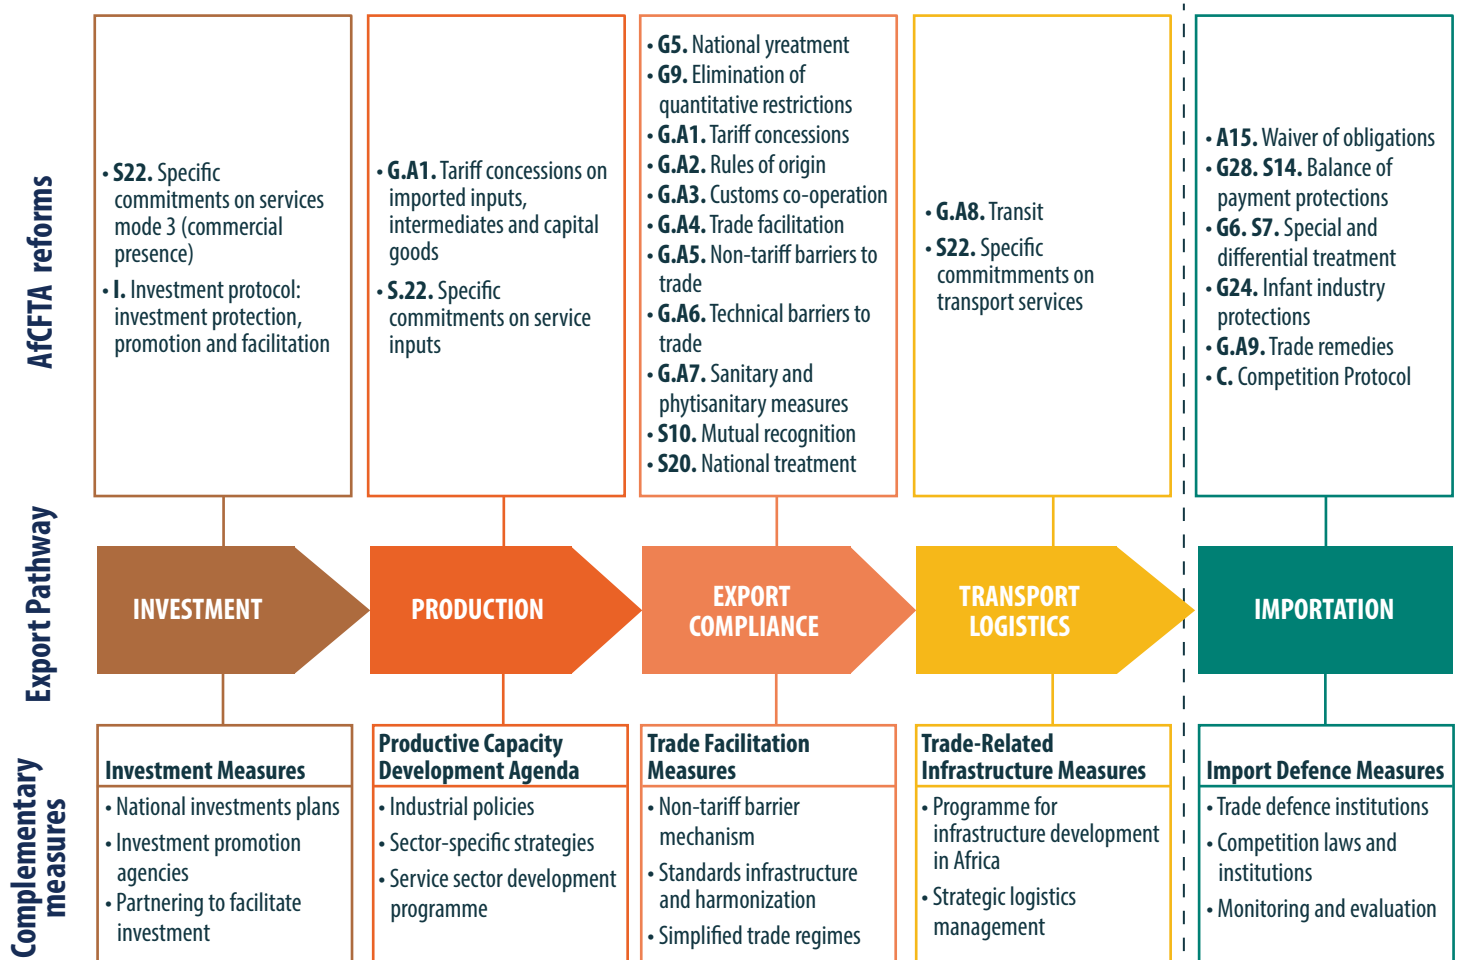 AfCFTA reforms
• S22. Specific
commitments on services
mode 3 (commercial
presence)
• I. Investment protocol:
investment protection,
promotion and facilitation
• G.A1. Tariff concessions on
imported inputs,
intermediates and capital
goods
• S.22. Specific
commitments on service
inputs
• G5. National yreatment
• G9. Elimination of
quantitative restrictions
• G.A1. Tariff concessions
• G.A2. Rules of origin
• G.A3. Customs co-operation
• G.A4. Trade facilitation
• G.A5. Non-tariff barriers to
trade
• G.A6. Technical barriers to
trade
• G.A7. Sanitary and
phytisanitary measures
• S10. Mutual recognition
• S20. National treatment
• G.A8. Transit
• S22. Specific
commitmments on
transport services
• A15. Waiver of obligations
• G28. S14. Balance of
payment protections
• G6. S7. Special and
differential treatment
• G24. Infant industry
protections
• G.A9. Trade remedies
• C. Competition Protocol
Export Pathway
INVESTMENT
PRODUCTION
EXPORT
COMPLIANCE
TRANSPORT
LOGISTICS
IMPORTATION
Complementary
measures
Investment Measures
• National investments plans
• Investment promotion
agencies
• Partnering to facilitate
investment
Productive Capacity
Development Agenda
• Industrial policies
• Sector-specific strategies
• Service sector development
programme
Trade Facilitation
Measures
• Non-tariff barrier
mechanism
• Standards infrastructure
and harmonization
• Simplified trade regimes
Trade-Related
Infrastructure Measures
• Programme for
infrastructure development
in Africa
• Strategic logistics
management
Import Defence Measures
• Trade defence institutions
• Competition laws and
institutions
• Monitoring and evaluation